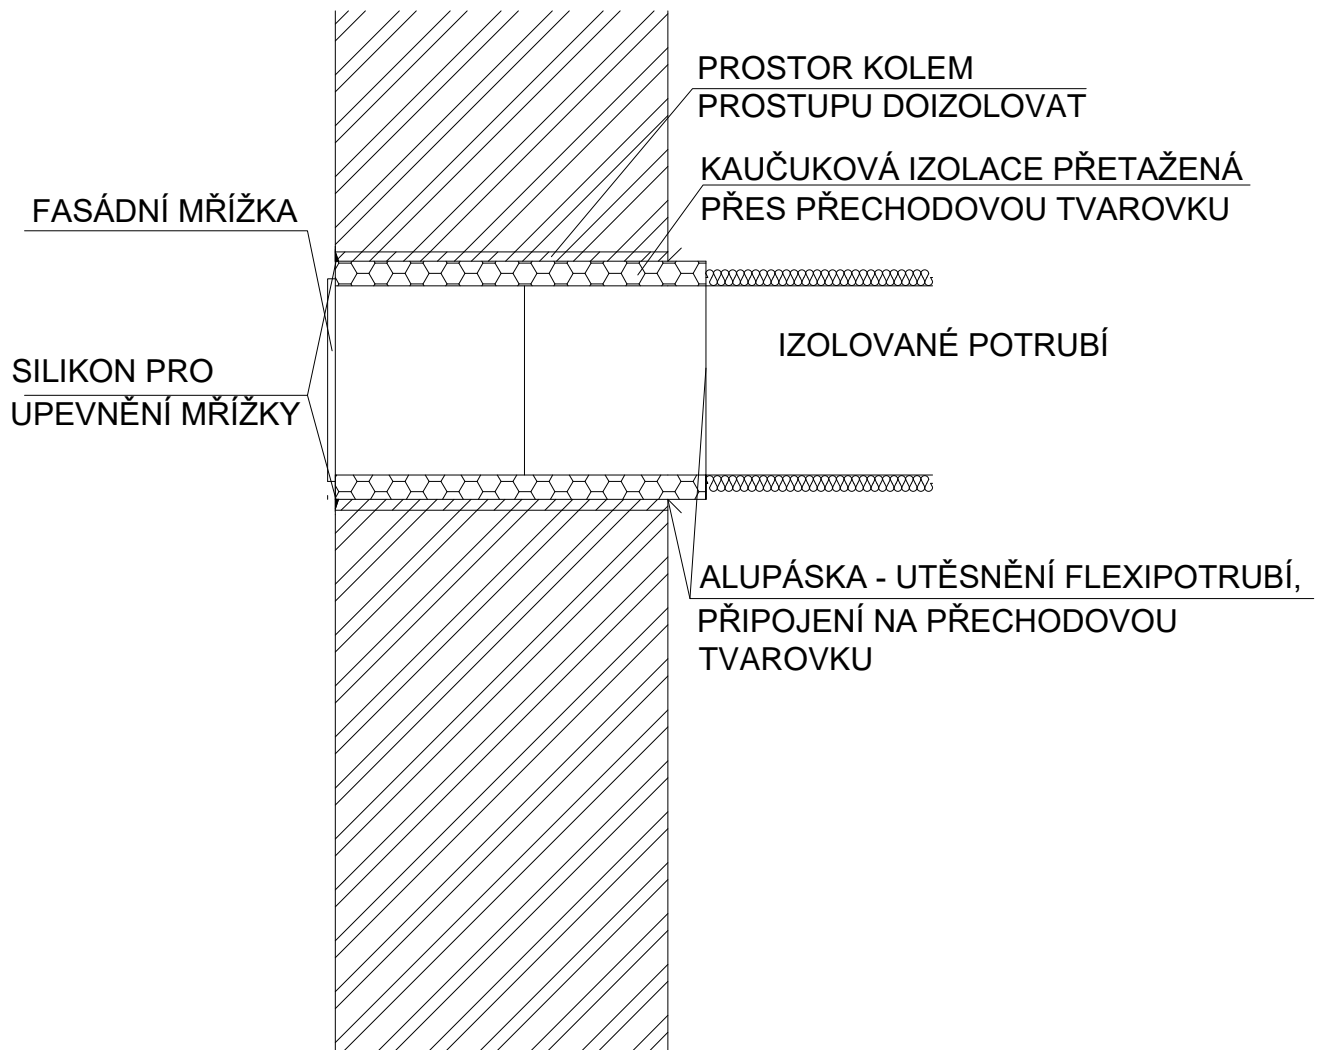 PROSTOR KOLEM
PROSTUPU DOIZOLOVAT
KAUČUKOVÁ IZOLACE PŘETAŽENÁ
PŘES PŘECHODOVOU TVAROVKU
FASÁDNÍ MŘÍŽKA
IZOLOVANÉ POTRUBÍ
SILIKON PRO
UPEVNĚNÍ MŘÍŽKY
ALUPÁSKA - UTĚSNĚNÍ FLEXIPOTRUBÍ,
PŘIPOJENÍ NA PŘECHODOVOU
TVAROVKU